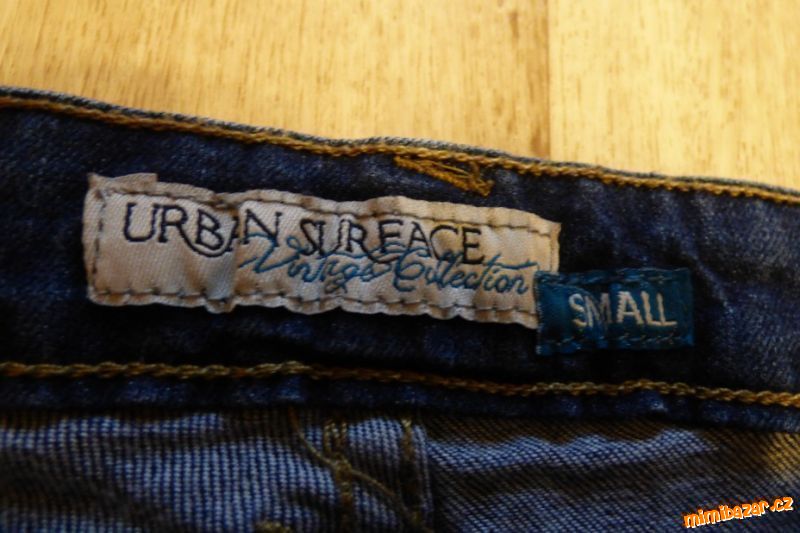 URBAN SURFACE
Vintage Collection
SMALL
mimibazar.cz